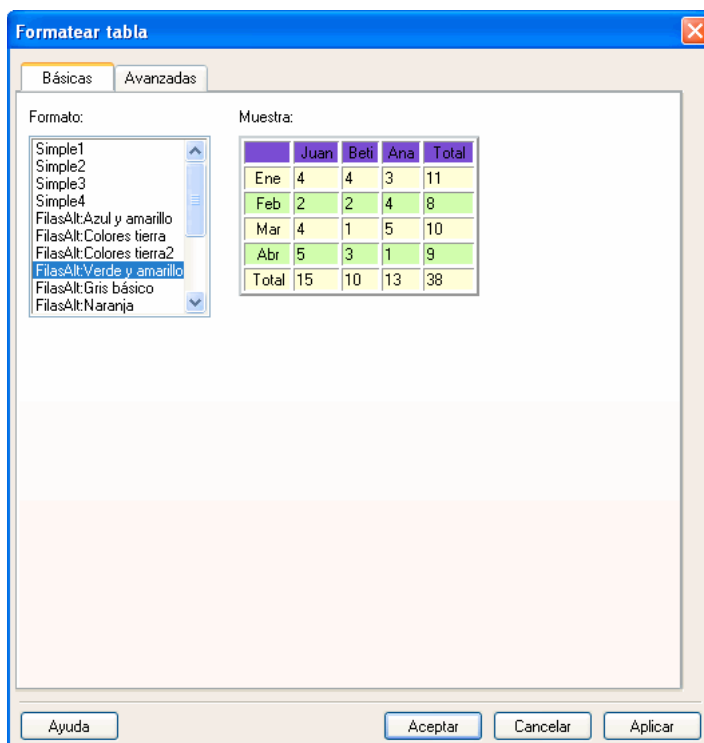 Formatear tabla
Básicas Avanzadas
Formato: Muestra:
Simple1
Simple2
Simple3
Simple4
FilasAlt:Azul y amarillo
FilasAlt:Colores tierra
FilasAlt:Colores tierra2
FilasAlt:Verde y amarillo
FilasAlt:Gris básico
FilasAlt:Naranja
Juan Beti Ana Total
Ene 4 4 3 11
Feb 2 2 4 8
Mar 4 1 5 10
Abr 5 3 1 9
Total 15 10 13 38
Ayuda Aceptar Cancelar Aplicar